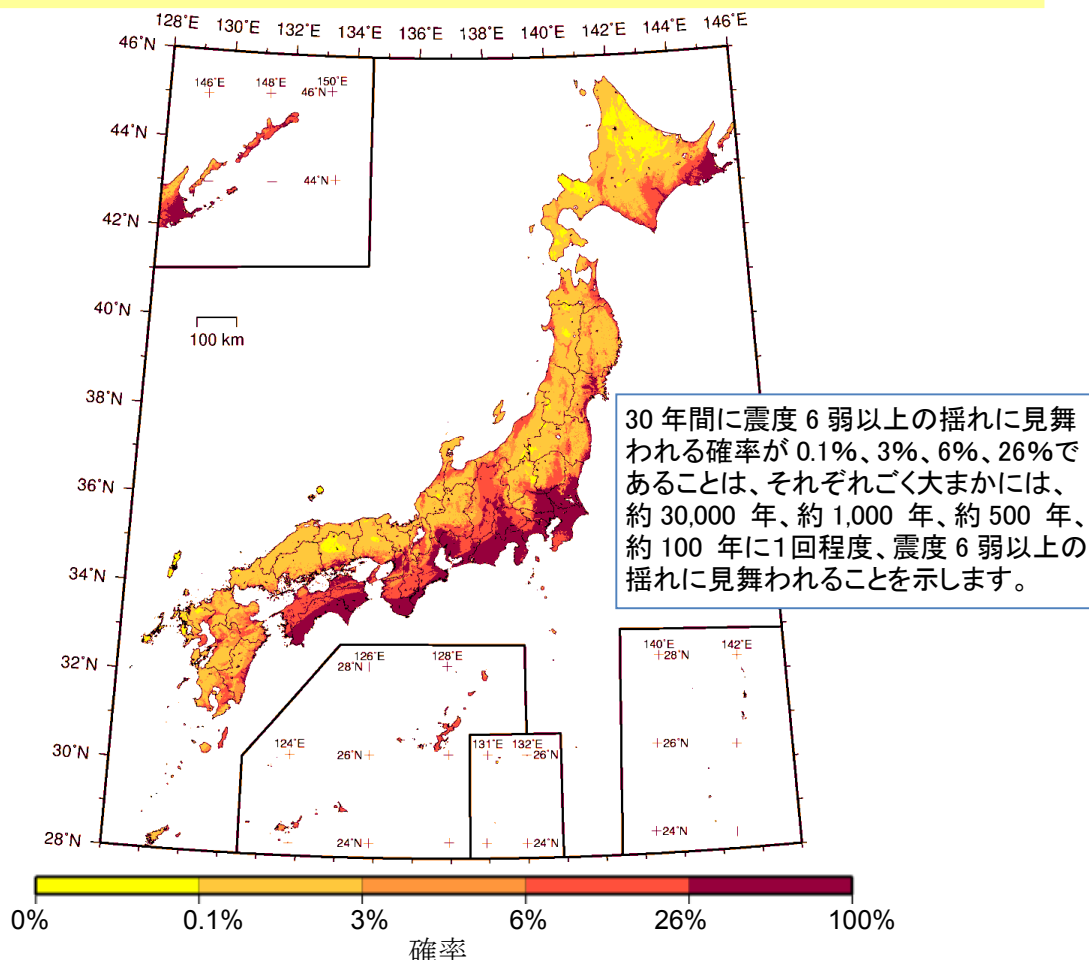 128°E 130°E 132°E 134°E 136°E 138°E 140°E 142°E 144°E 146°E
46°N
146°E 148°E 150°E
46°N
44°N
44°N
42°N
40°N
100 km
38°N
30 年間に震度 6 弱以上の揺れに見舞
われる確率が 0.1%、3%、6%、26%で
あることは、それぞれごく大まかには、
約 30,000 年、約 1,000 年、約 500 年、
約 100 年に1回程度、震度 6 弱以上の
揺れに見舞われることを示します。
36°N
34°N
32°N
126°E 128°E
28°N
140°E 142°E
28°N
30°N
124°E
26°N
131°E 132°E
26°N
26°N
28°N
24°N
24°N
24°N
0% 0.1% 3% 6% 26% 100%
確率